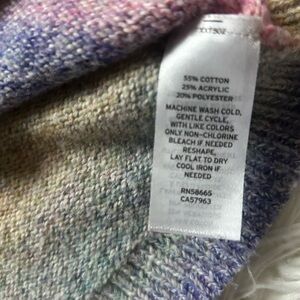 55% COTTON
25% ACRYLIC
20% POLYESTER
MACHINE WASH COLD,
GENTLE CYCLE,
WITH LIKE COLORS
ONLY NON-CHLORINE
BLEACH IF NEEDED
RESHAPE,
LAY FLAT TO DRY
COOL IRON IF
NEEDED
RN58665
CA57963